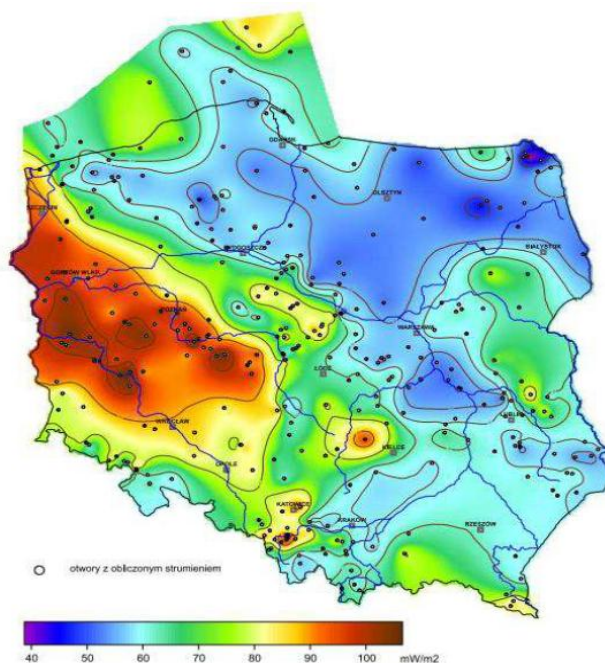 GDAŃSK
OLSZTYN
SZCZECIN
BYDGOSZCZ
BIAŁYSTOK
GORZÓW WLKP.
POZNAŃ
WARSZAWA
ŁÓDŹ
LUBLIN
WROCŁAW
KIELCE
OPOLE
KATOWICE
KRAKÓW
RZESZÓW
otwory z obliczonym strumieniem
40 50 60 70 80 90 100 mW/m2